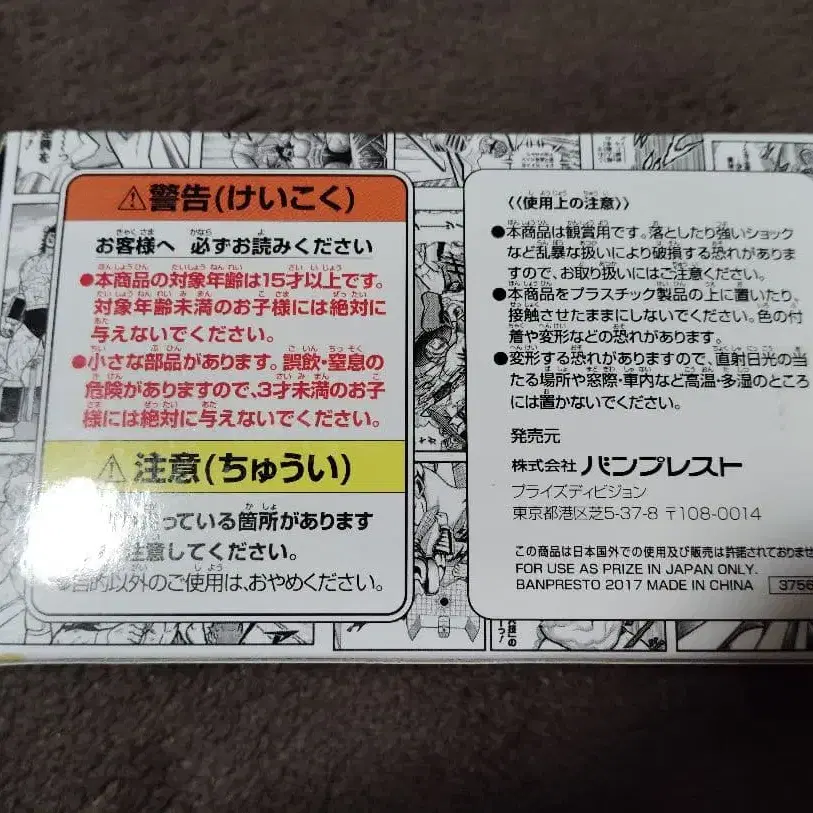 ⚠警告(けいこく)
お客様へ 必ずお読みください
●本商品の対象年齢は15才以上です。
対象年齢未満のお子様には絶対に
与えないでください。
●小さな部品があります。誤飲・窒息の
危険がありますので、3才未満のお子
様には絶対に与えないでください。
⚠注意(ちゅうい)
っている箇所があります
注意してください。
目的以外のご使用は、おやめください。
《使用上の注意》
●本商品は観賞用です。落としたり強いショック
など乱暴な扱いにより破損する恐れがありま
すので、お取り扱いにはご注意ください。
●本商品をプラスチック製品の上に置いたり、
接触させたままにしないでください。色の付
着や変形などの恐れがあります。
●変形する恐れがありますので、直射日光の当
たる場所や窓際・車内など高温・多湿のところ
には置かないでください。
発売元
株式会社 バンプレスト
プライズディビジョン
東京都港区芝5-37-8 〒108-0014
この商品は日本国外での使用及び販売は許諾されておりませ
FOR USE AS PRIZE IN JAPAN ONLY.
BANPRESTO 2017 MADE IN CHINA
3756